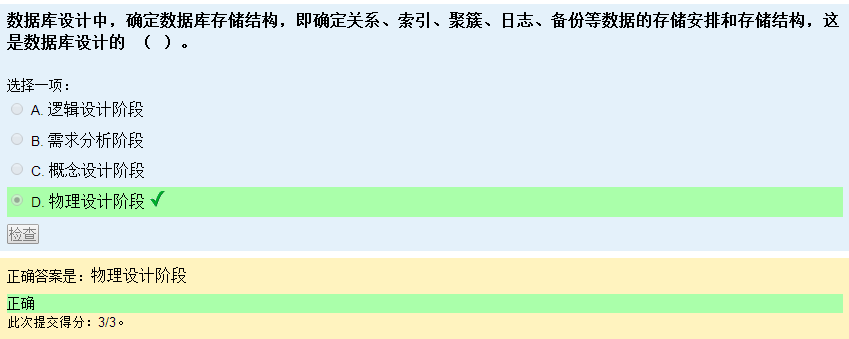 数据库设计中，确定数据库存储结构，即确定关系、索引、聚簇、日志、备份等数据的存储安排和存储结构，这
是数据库设计的 （ ）。
选择一项：
A. 逻辑设计阶段
B. 需求分析阶段
C. 概念设计阶段
D. 物理设计阶段 ✔
检查
正确答案是：物理设计阶段
正确
此次提交得分：3/3。